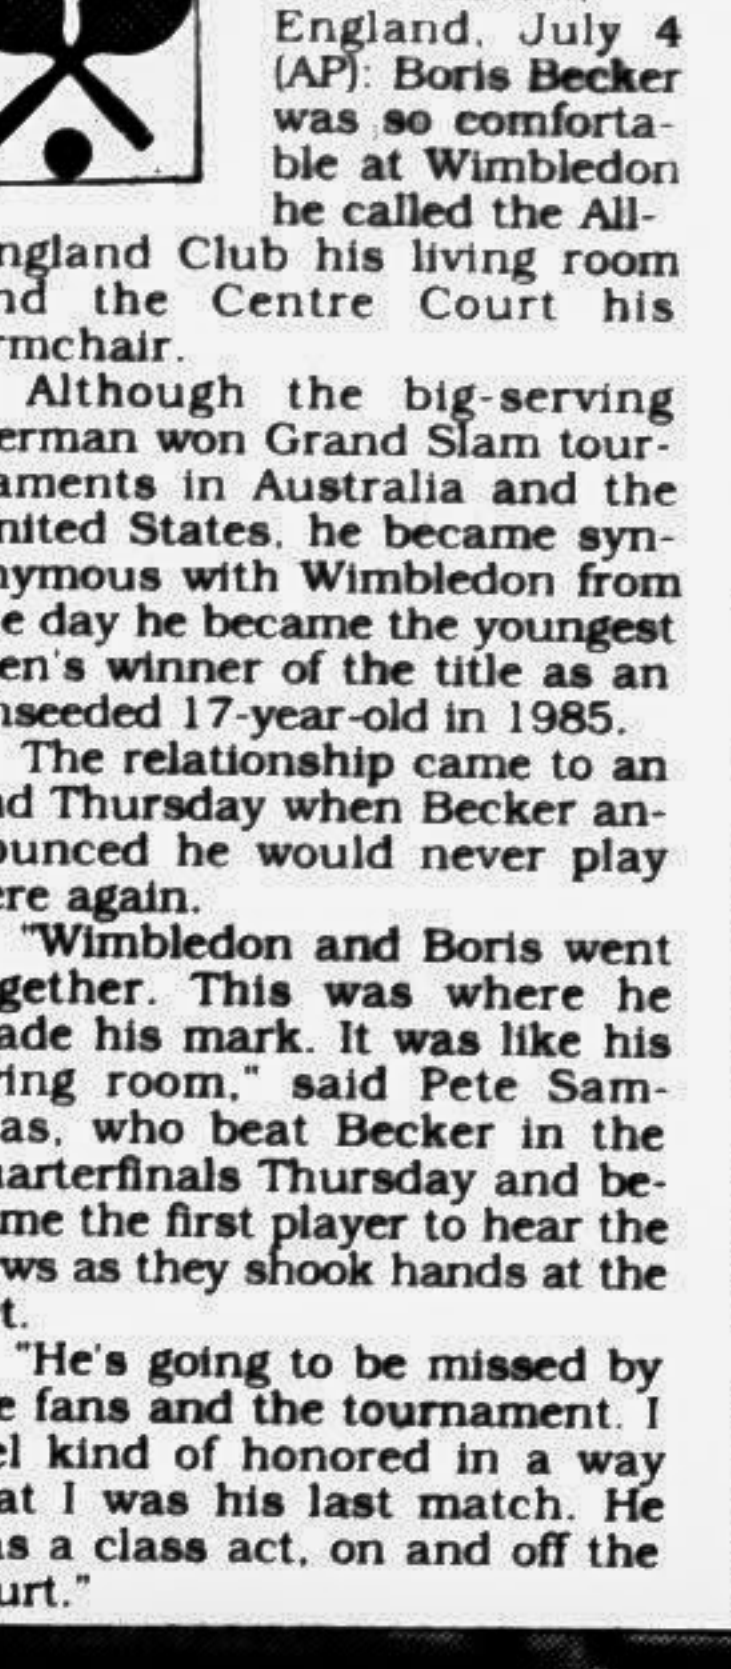 England, July 4
(AP): Boris Becker
was so comforta-
ble at Wimbledon
he called the All-
ngland Club his living room
nd the Centre Court his
rmchair.
Although the big-serving
erman won Grand Slam tour-
aments in Australia and the
nited States, he became syn-
nymous with Wimbledon from
e day he became the youngest
en's winner of the title as an
nseeded 17-year-old in 1985.
The relationship came to an
nd Thursday when Becker an-
ounced he would never play
ere again.
"Wimbledon and Boris went
gether. This was where he
ade his mark. It was like his
ving room," said Pete Sam-
as, who beat Becker in the
uarterfinals Thursday and be-
me the first player to hear the
ws as they shook hands at the
t.
"He's going to be missed by
e fans and the tournament. I
el kind of honored in a way
at I was his last match. He
as a class act, on and off the
urt."